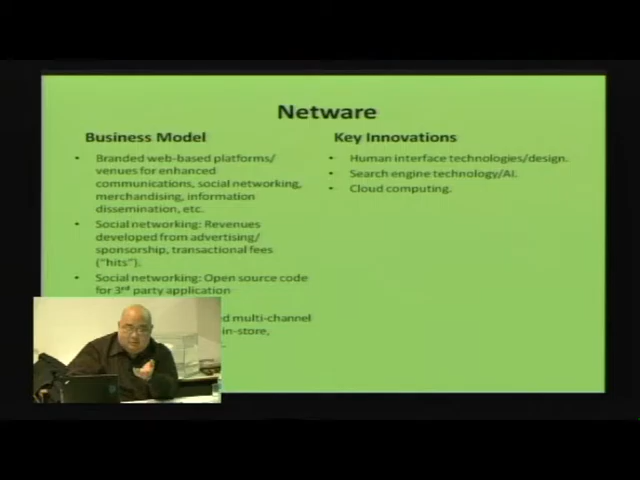 Netware
Business Model
• Branded web-based platforms/
venues for enhanced
communications, social networking,
merchandising, information
dissemination, etc.
• Social networking: Revenues
developed from advertising/
sponsorship, transactional fees
("hits").
• Social networking: Open source code
for 3rd party application
multi-channel
in-store,
Key Innovations
• Human interface technologies/design.
• Search engine technology/AI.
• Cloud computing.